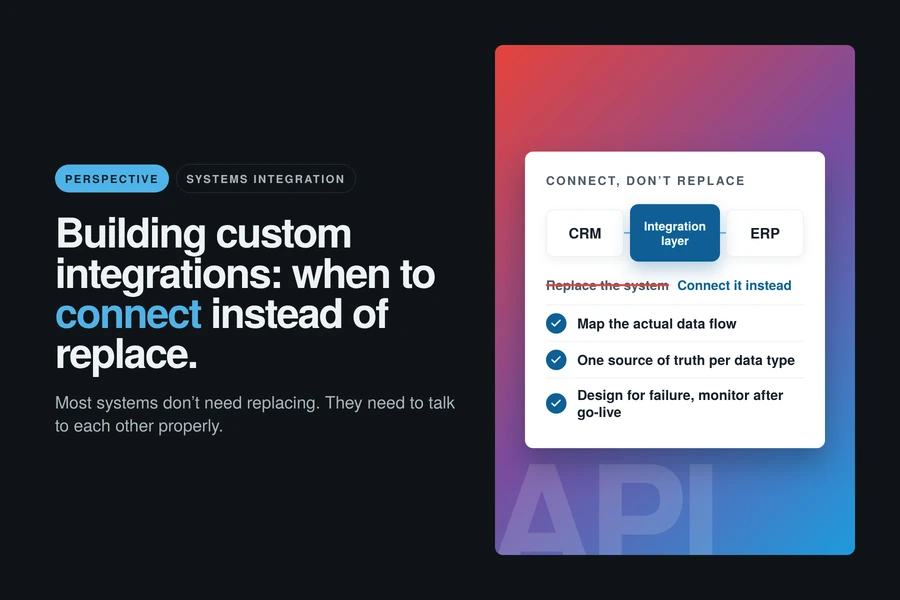 PERSPECTIVE
SYSTEMS INTEGRATION
Building custom
integrations: when to
connect instead of
replace.
Most systems don’t need replacing. They need to talk
to each other properly.
CONNECT, DON’T REPLACE
CRM
Integration
layer
ERP
Replace the system Connect it instead
Map the actual data flow
One source of truth per data type
Design for failure, monitor after
go-live
API